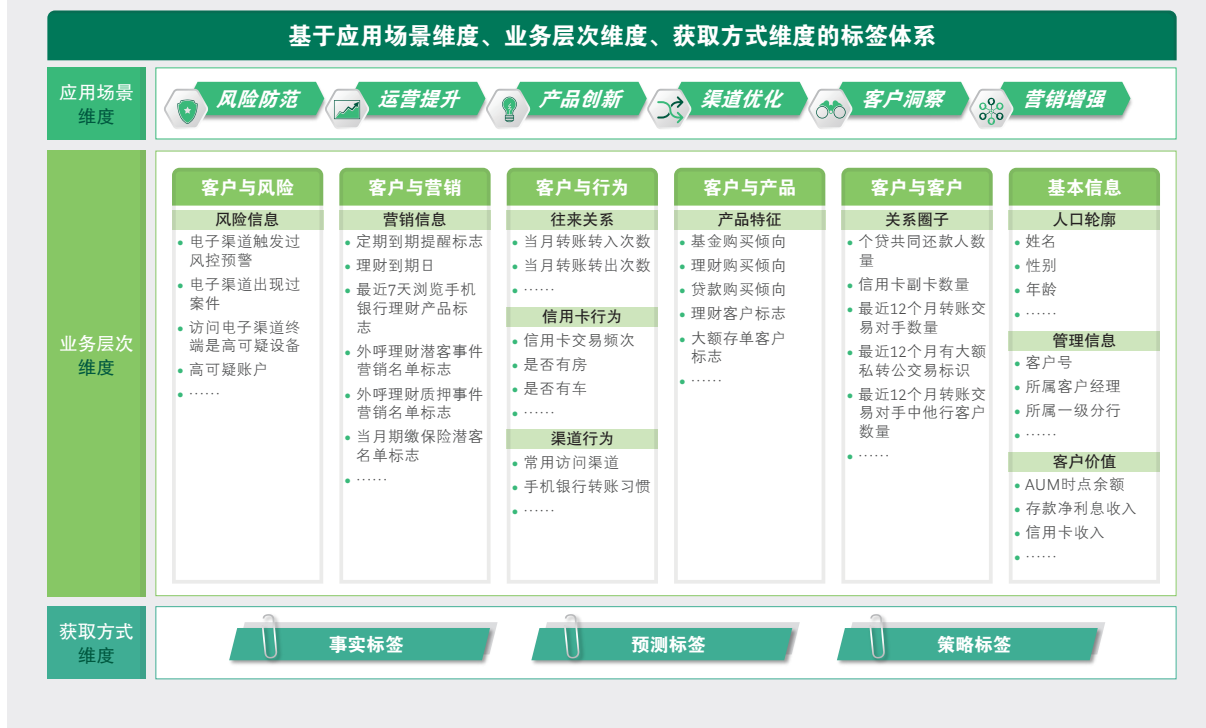 基于应用场景维度、业务层次维度、获取方式维度的标签体系
应用场景
维度
风险防范
运营提升
产品创新
渠道优化
客户洞察
营销增强
业务层次
维度
客户与风险
风险信息
• 电子渠道触发过
风控预警
• 电子渠道出现过
案件
• 访问电子渠道终
端是高可疑设备
• 高可疑账户
• ······
客户与营销
营销信息
• 定期到期提醒标志
• 理财到期日
• 最近7天浏览手机
银行理财产品标
志
• 外呼理财潜客事件
营销名单标志
• 外呼理财质押事件
营销名单标志
• 当月期缴保险潜客
名单标志
• ······
客户与行为
往来关系
• 当月转账转入次数
• 当月转账转出次数
• ······
信用卡行为
• 信用卡交易频次
• 是否有房
• 是否有车
• ······
渠道行为
• 常用访问渠道
• 手机银行转账习惯
• ······
客户与产品
产品特征
• 基金购买倾向
• 理财购买倾向
• 贷款购买倾向
• 理财客户标志
• 大额存单客户
标志
• ······
客户与客户
关系圈子
• 个贷共同还款人数
量
• 信用卡副卡数量
• 最近12个月转账交
易对手数量
• 最近12个月有大额
私转公交易标识
• 最近12个月转账交
易对手中他行客户
数量
• ······
基本信息
人口轮廓
• 姓名
• 性别
• 年龄
• ······
管理信息
• 客户号
• 所属客户经理
• 所属一级分行
• ······
客户价值
• AUM时点余额
• 存款净利息收入
• 信用卡收入
• ······
获取方式
维度
事实标签
预测标签
策略标签